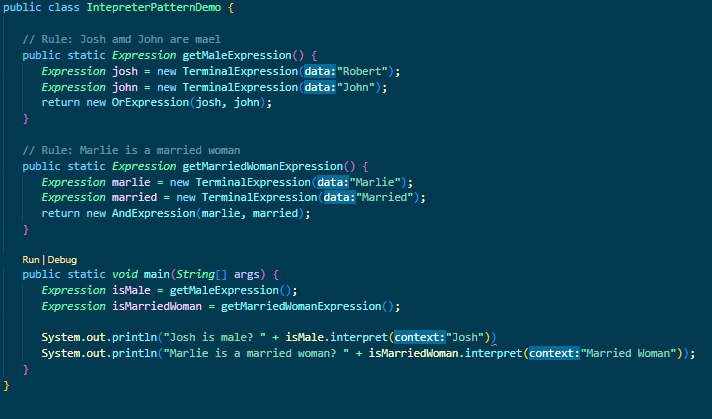 public class IntepreterPatternDemo {
// Rule: Josh amd John are mael
public static Expression getMaleExpression() {
Expression josh = new TerminalExpression(data:"Robert");
Expression john = new TerminalExpression(data:"John");
return new OrExpression(josh, john);
}
// Rule: Marlie is a married woman
public static Expression getMarriedWomanExpression() {
Expression marlie = new TerminalExpression(data:"Marlie");
Expression married = new TerminalExpression(data:"Married");
return new AndExpression(marlie, married);
}
Run | Debug
public static void main(String[] args) {
Expression isMale = getMaleExpression();
Expression isMarriedWoman = getMarriedWomanExpression();
System.out.println("Josh is male? " + isMale.interpret(context:"Josh"))
System.out.println("Marlie is a married woman? " + isMarriedWoman.interpret(context:"Married Woman"));
}
}